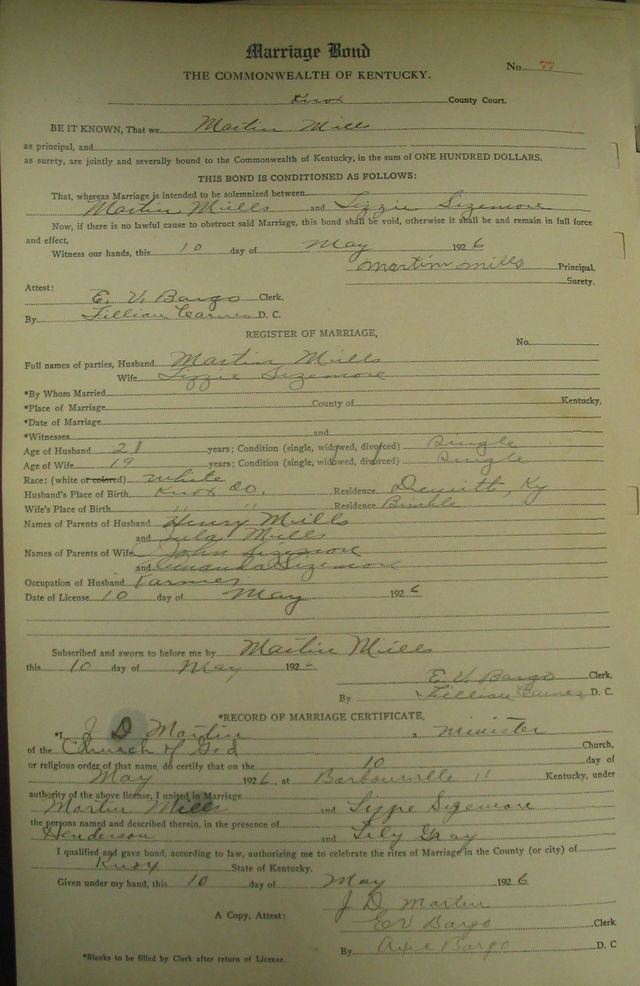 Marriage Bond
No. 77
THE COMMONWEALTH OF KENTUCKY.
Knox County Court.
BE IT KNOWN, That we Martin Mills
as principal, and
as surety, are jointly and severally bound to the Commonwealth of Kentucky, in the sum of ONE HUNDRED DOLLARS.
THIS BOND IS CONDITIONED AS FOLLOWS:
That, whereas Marriage is intended to be solemnized between
Martin Mills and Lizzie Sizemore
Now, if there is no lawful cause to obstruct said Marriage, this bond shall be void, otherwise it shall be and remain in full force
and effect,
Witness our hands, this 10 day of May 1926
Martin Mills Principal.
Surety.
Attest:
E. V. Bargo Clerk.
By Lillian Carnes D. C.
REGISTER OF MARRIAGE,
No.
Full names of parties, Husband Martin Mills
Wife Lizzie Sizemore
*By Whom Married
*Place of Marriage County of Kentucky,
*Date of Marriage
*Witnesses and
Age of Husband 21 years; Condition (single, widowed, divorced) Single
Age of Wife 19 years; Condition (single, widowed, divorced) Single
Race: (white or colored) White
Husband's Place of Birth Knox Co. Residence Dewitt, Ky
Wife's Place of Birth " " Residence Bimble
Names of Parents of Husband Henry Mills
and Jula Mills
Names of Parents of Wife John Sizemore
and Amanda Sizemore
Occupation of Husband Farmer
Date of License 10 day of May 1926
Subscribed and sworn to before me by Martin Mills
this 10 day of May 192
E. V. Bargo Clerk.
By Lillian Carnes D. C.
*RECORD OF MARRIAGE CERTIFICATE,
*I J D Martin, Minister
of the Church of God Church,
or religious order of that name, do certify that on the 10 day of
May 1926, at Barbourville " Kentucky, under
authority of the above license, I united in Marriage
Martin Mills and Lizzie Sizemore
the persons named and described therein, in the presence of
Henderson and Lily Gray
I qualified and gave bond, according to law, authorizing me to celebrate the rites of Marriage in the County (or city) of
Knox State of Kentucky.
Given under my hand, this 10 day of May 1926
J D Martin
A Copy, Attest: E V Bargo Clerk
By Bargo D. C
*Blanks to be filled by Clerk after return of License.